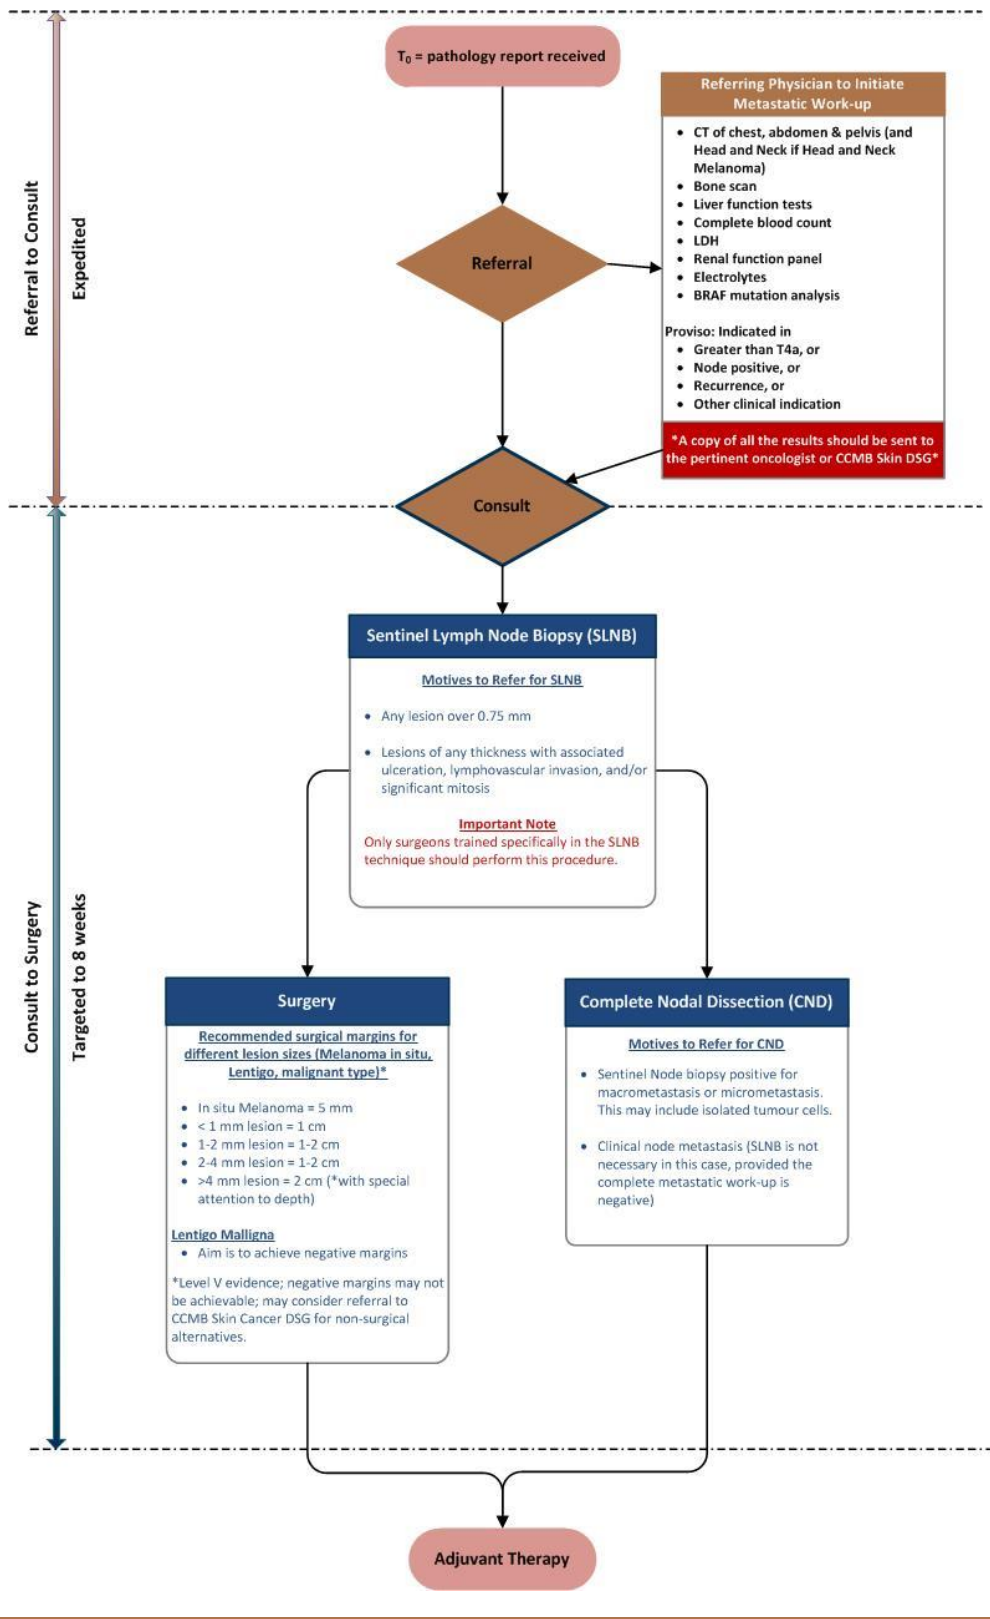 T₀ = pathology report received
Referring Physician to Initiate
Metastatic Work-up
• CT of chest, abdomen & pelvis (and
Head and Neck if Head and Neck
Melanoma)
• Bone scan
• Liver function tests
• Complete blood count
• LDH
• Renal function panel
• Electrolytes
• BRAF mutation analysis
Proviso: Indicated in
• Greater than T4a, or
• Node positive, or
• Recurrence, or
• Other clinical indication
*A copy of all the results should be sent to
the pertinent oncologist or CCMB Skin DSG*
Referral to Consult
Expedited
Referral
Consult
Sentinel Lymph Node Biopsy (SLNB)
Motives to Refer for SLNB
• Any lesion over 0.75 mm
• Lesions of any thickness with associated
ulceration, lymphovascular invasion, and/or
significant mitosis
Important Note
Only surgeons trained specifically in the SLNB
technique should perform this procedure.
Consult to Surgery
Targeted to 8 weeks
Surgery
Recommended surgical margins for
different lesion sizes (Melanoma in situ,
Lentigo, malignant type)*
• In situ Melanoma = 5 mm
• < 1 mm lesion = 1 cm
• 1-2 mm lesion = 1-2 cm
• 2-4 mm lesion = 1-2 cm
• >4 mm lesion = 2 cm (*with special
attention to depth)
Lentigo Malligna
• Aim is to achieve negative margins
*Level V evidence; negative margins may not
be achievable; may consider referral to
CCMB Skin Cancer DSG for non-surgical
alternatives.
Complete Nodal Dissection (CND)
Motives to Refer for CND
• Sentinel Node biopsy positive for
macrometastasis or micrometastasis.
This may include isolated tumour cells.
• Clinical node metastasis (SLNB is not
necessary in this case, provided the
complete metastatic work-up is
negative)
Adjuvant Therapy